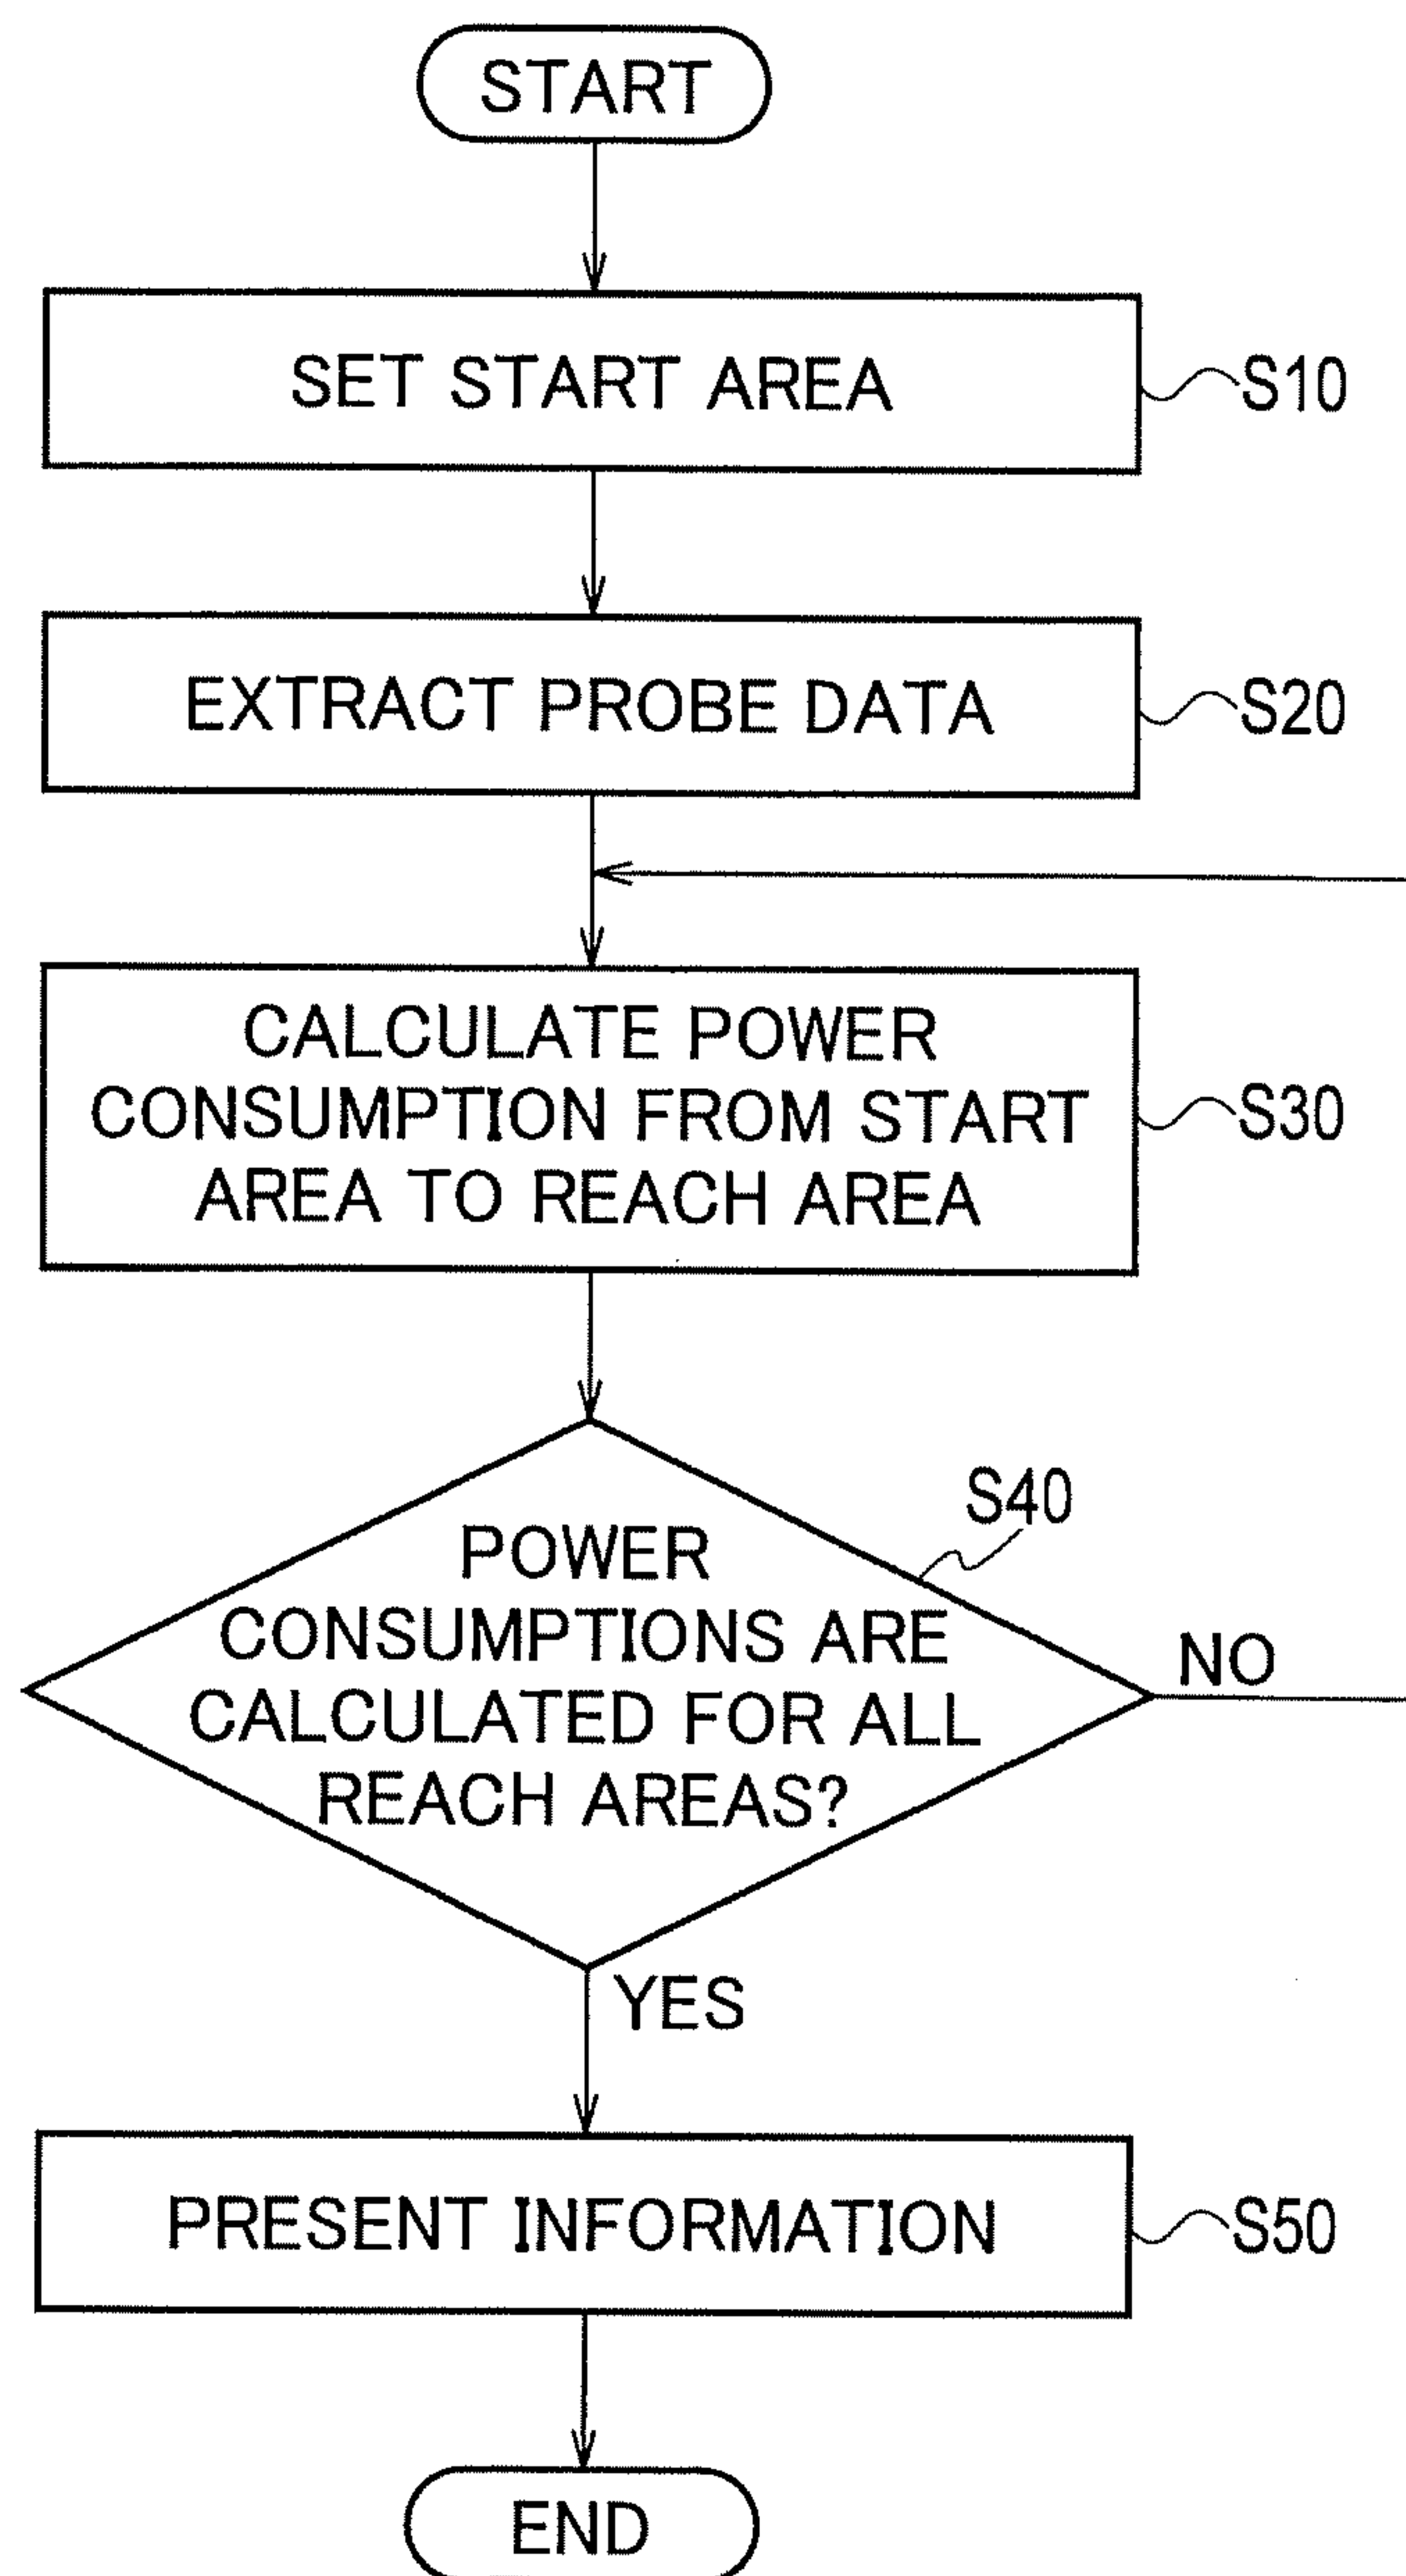 START
SET START AREA
S10
EXTRACT PROBE DATA
S20
CALCULATE POWER
CONSUMPTION FROM START
AREA TO REACH AREA
S30
S40
POWER
CONSUMPTIONS ARE
CALCULATED FOR ALL
REACH AREAS?
NO
YES
PRESENT INFORMATION
S50
END